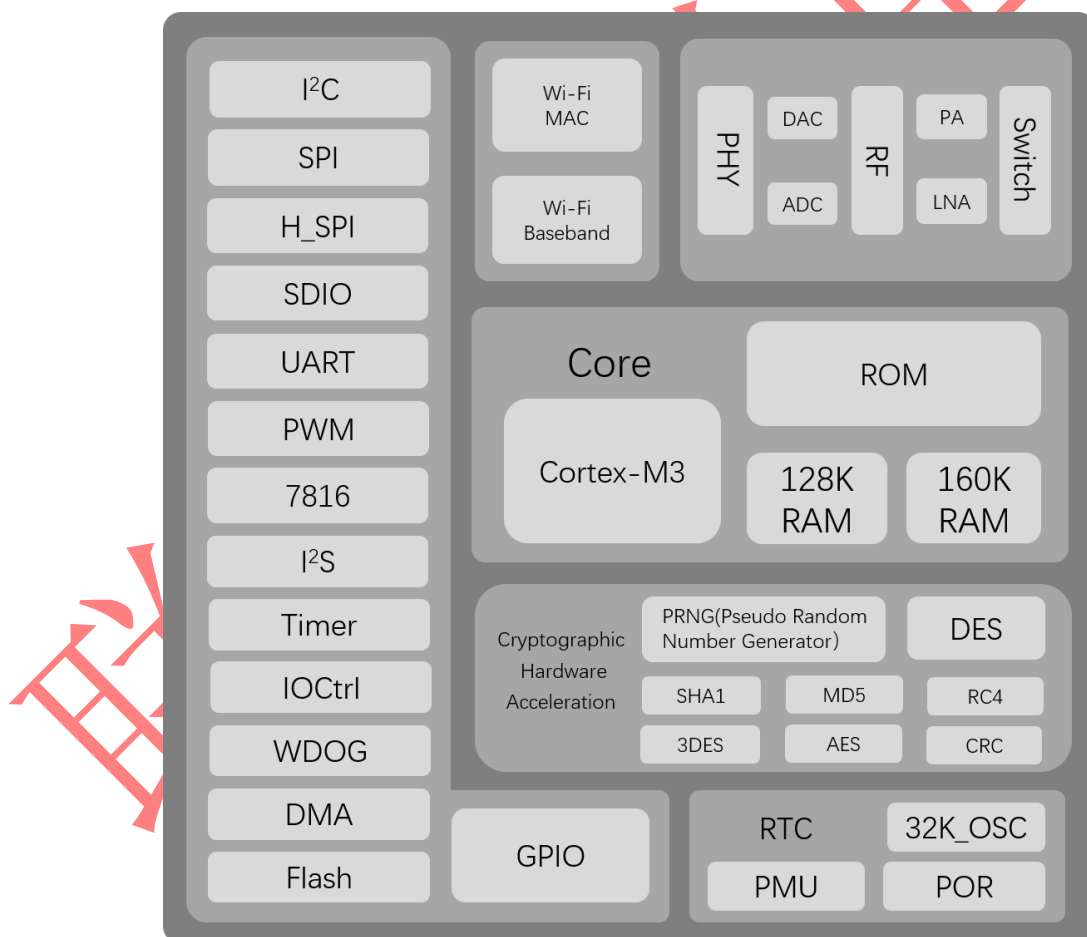 I²C
SPI
H_SPI
SDIO
UART
PWM
7816
I²S
Timer
IOCtrl
WDOG
DMA
Flash
GPIO
Wi-Fi
MAC
Wi-Fi
Baseband
PHY
DAC
ADC
RF
PA
LNA
Switch
Core
Cortex-M3
ROM
128K
RAM
160K
RAM
Cryptographic
Hardware
Acceleration
PRNG(Pseudo Random
Number Generator）
DES
SHA1
MD5
RC4
3DES
AES
CRC
RTC
32K_OSC
PMU
POR